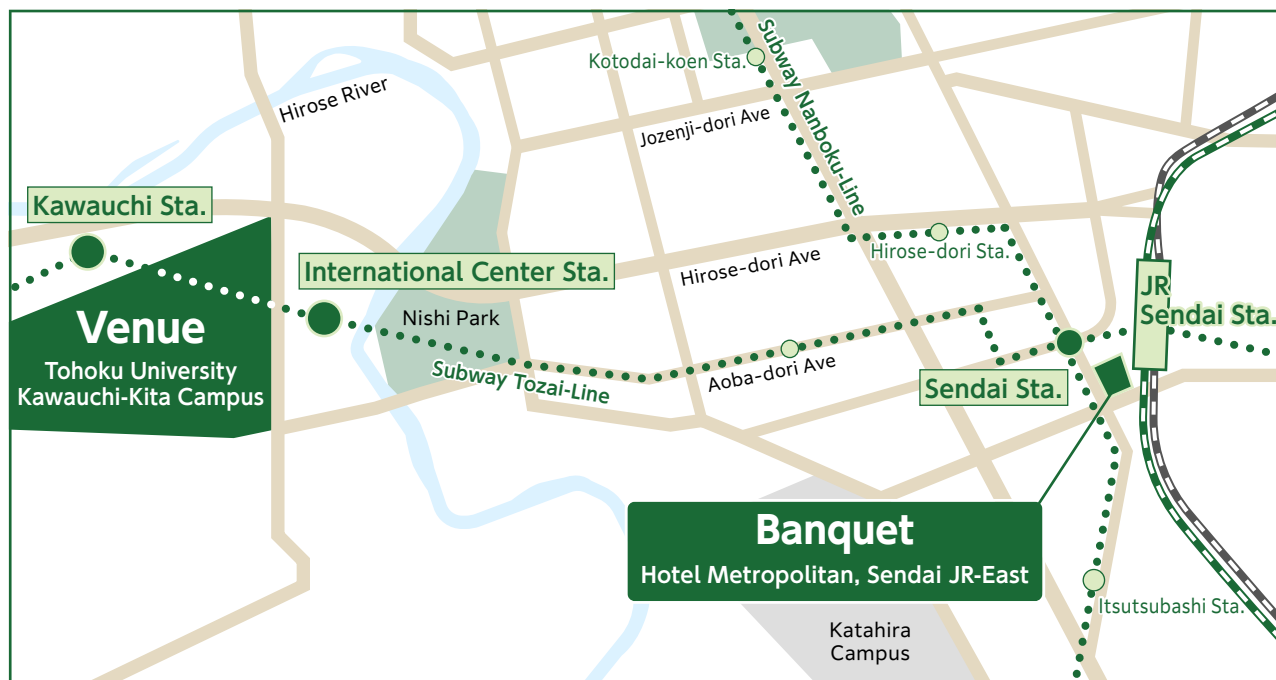 Kotodai-koen Sta.
Subway Nanboku-Line
Hirose River
Jozenji-dori Ave
Kawauchi Sta.
Hirose-dori Sta.
International Center Sta.
Hirose-dori Ave
JR
Sendai Sta.
Nishi Park
Venue
Tohoku University
Kawauchi-Kita Campus
Subway Tozai-Line
Aoba-dori Ave
Sendai Sta.
Banquet
Hotel Metropolitan, Sendai JR-East
Itsutsubashi Sta.
Katahira
Campus